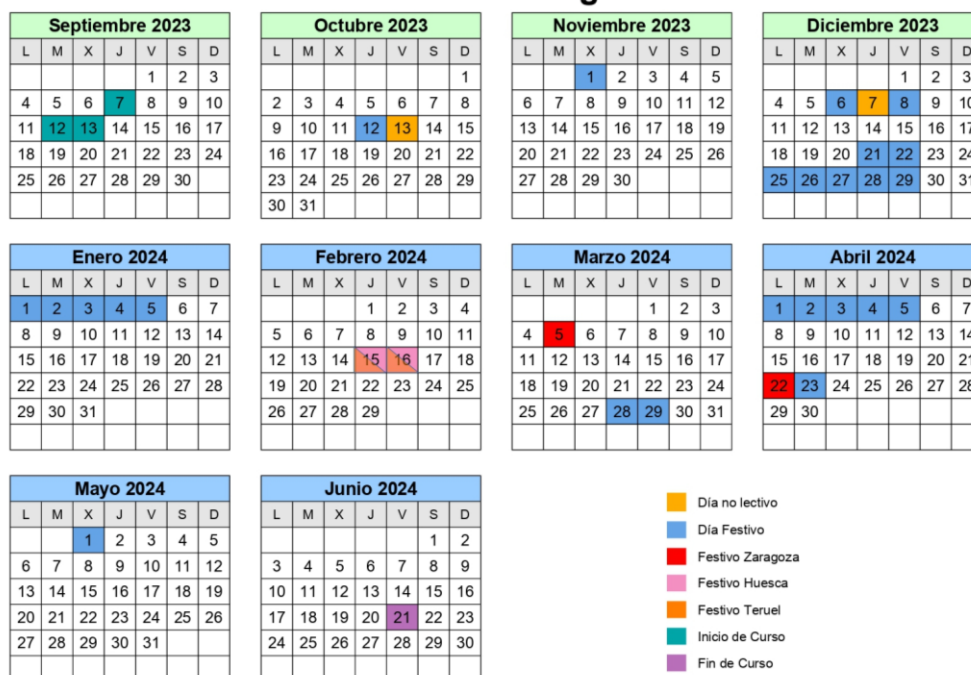 Septiembre 2023
L M X J V S D
1 2 3
4 5 6 7 8 9 10
11 12 13 14 15 16 17
18 19 20 21 22 23 24
25 26 27 28 29 30
Octubre 2023
L M X J V S D
1
2 3 4 5 6 7 8
9 10 11 12 13 14 15
16 17 18 19 20 21 22
23 24 25 26 27 28 29
30 31
Noviembre 2023
L M X J V S D
1 2 3 4 5
6 7 8 9 10 11 12
13 14 15 16 17 18 19
20 21 22 23 24 25 26
27 28 29 30
Diciembre 2023
L M X J V S D
1 2 3
4 5 6 7 8 9 10
11 12 13 14 15 16 17
18 19 20 21 22 23 24
25 26 27 28 29 30 31
Enero 2024
L M X J V S D
1 2 3 4 5 6 7
8 9 10 11 12 13 14
15 16 17 18 19 20 21
22 23 24 25 26 27 28
29 30 31
Febrero 2024
L M X J V S D
1 2 3 4
5 6 7 8 9 10 11
12 13 14 15 16 17 18
19 20 21 22 23 24 25
26 27 28 29
Marzo 2024
L M X J V S D
1 2 3
4 5 6 7 8 9 10
11 12 13 14 15 16 17
18 19 20 21 22 23 24
25 26 27 28 29 30 31
Abril 2024
L M X J V S D
1 2 3 4 5 6 7
8 9 10 11 12 13 14
15 16 17 18 19 20 21
22 23 24 25 26 27 28
29 30
Mayo 2024
L M X J V S D
1 2 3 4 5
6 7 8 9 10 11 12
13 14 15 16 17 18 19
20 21 22 23 24 25 26
27 28 29 30 31
Junio 2024
L M X J V S D
1 2
3 4 5 6 7 8 9
10 11 12 13 14 15 16
17 18 19 20 21 22 23
24 25 26 27 28 29 30
Día no lectivo
Día Festivo
Festivo Zaragoza
Festivo Huesca
Festivo Teruel
Inicio de Curso
Fin de Curso